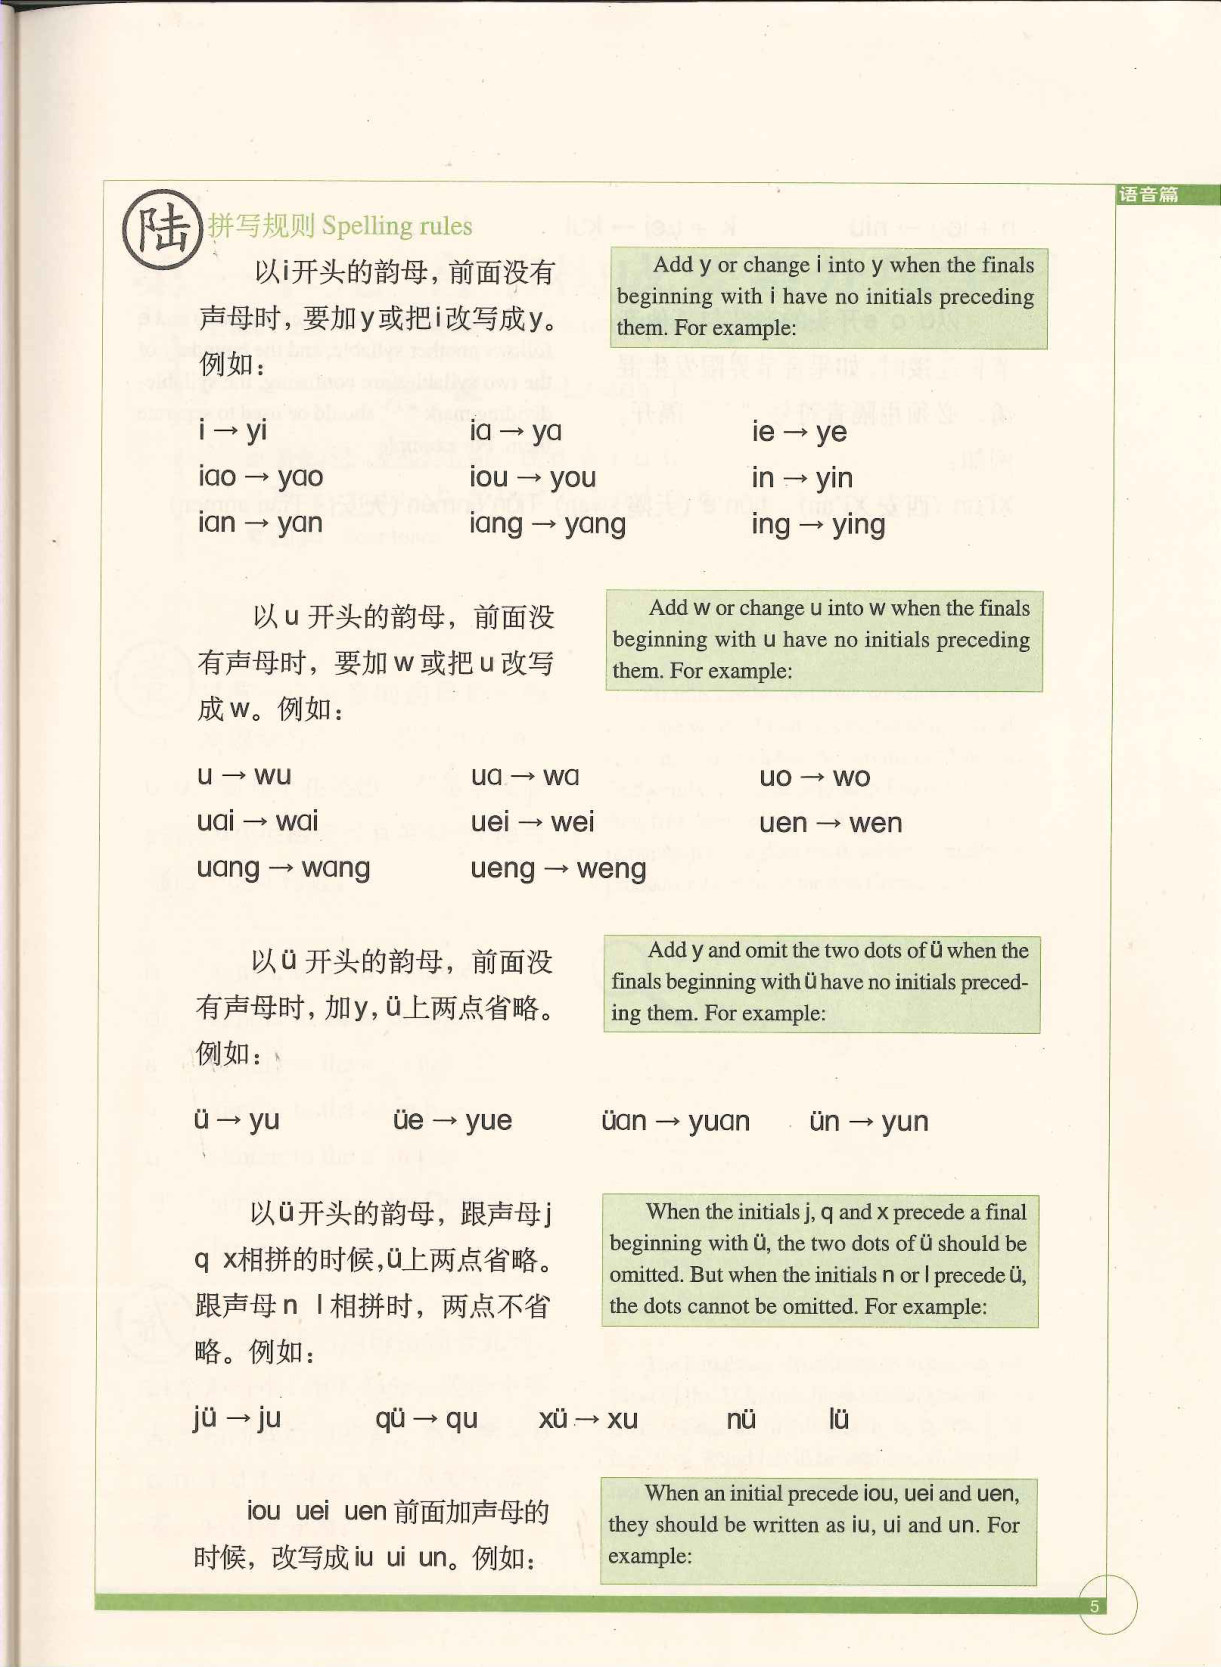 语音篇
陆 拼写规则 Spelling rules
以i开头的韵母，前面没有
声母时，要加y或把i改写成y。
例如：
Add y or change i into y when the finals
beginning with i have no initials preceding
them. For example:
i → yi ia → ya ie → ye
iao → yao iou → you in → yin
ian → yan iang → yang ing → ying
以 u 开头的韵母，前面没
有声母时，要加 w 或把 u 改写
成 w。例如：
Add w or change u into w when the finals
beginning with u have no initials preceding
them. For example:
u → wu ua → wa uo → wo
uai → wai uei → wei uen → wen
uang → wang ueng → weng
以 ü 开头的韵母，前面没
有声母时，加y，ü上两点省略。
例如：
Add y and omit the two dots of ü when the
finals beginning with ü have no initials preced-
ing them. For example:
ü → yu üe → yue üan → yuan ün → yun
以ü开头的韵母，跟声母j
q x相拼的时候，ü上两点省略。
跟声母 n l 相拼时，两点不省
略。例如：
When the initials j, q and x precede a final
beginning with ü, the two dots of ü should be
omitted. But when the initials n or l precede ü,
the dots cannot be omitted. For example:
jü → ju qü → qu xü → xu nü lü
iou uei uen 前面加声母的
时候，改写成 iu ui un。例如：
When an initial precede iou, uei and uen,
they should be written as iu, ui and un. For
example:
5